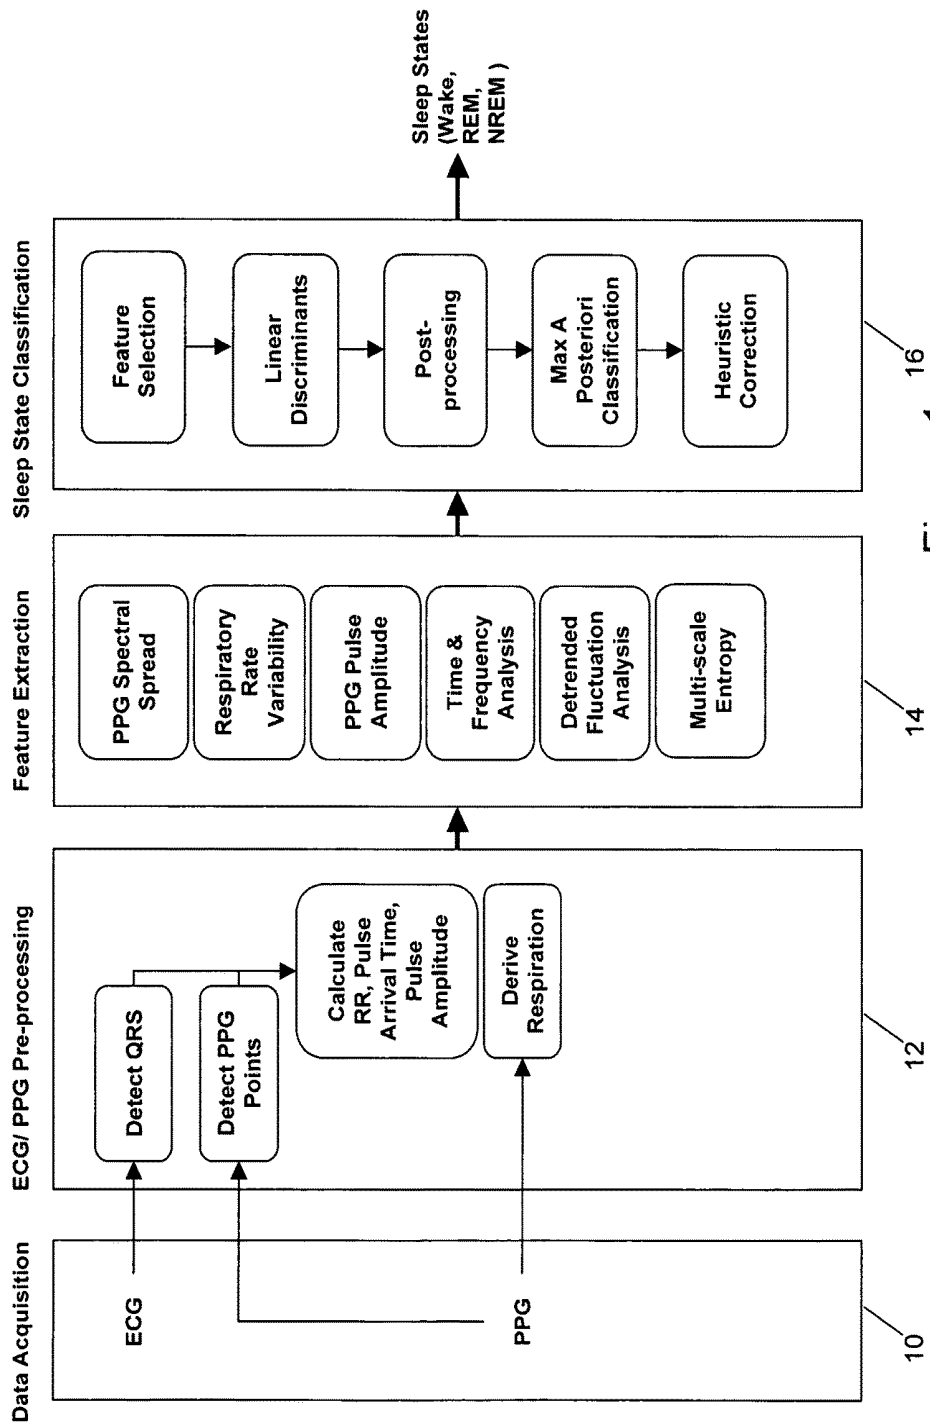 Data Acquisition
ECG
PPG
10
ECG/ PPG Pre-processing
Detect QRS
Detect PPG
Points
Calculate
RR, Pulse
Arrival Time,
Pulse
Amplitude
Derive
Respiration
12
Feature Extraction
PPG Spectral
Spread
Respiratory
Rate
Variability
PPG Pulse
Amplitude
Time &
Frequency
Analysis
Detrended
Fluctuation
Analysis
Multi-scale
Entropy
14
Sleep State Classification
Feature
Selection
Linear
Discriminants
Post-
processing
Max A
Posteriori
Classification
Heuristic
Correction
16
Sleep States
(Wake,
REM,
NREM )